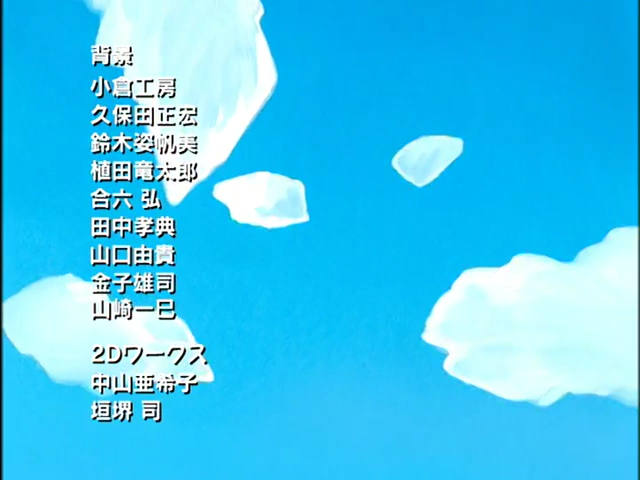 背景
小倉工房
久保田正宏
鈴木姿帆美
植田竜太郎
合六 弘
田中孝典
山口由貴
金子雄司
山崎一巳
2Dワークス
中山亜希子
垣堺 司